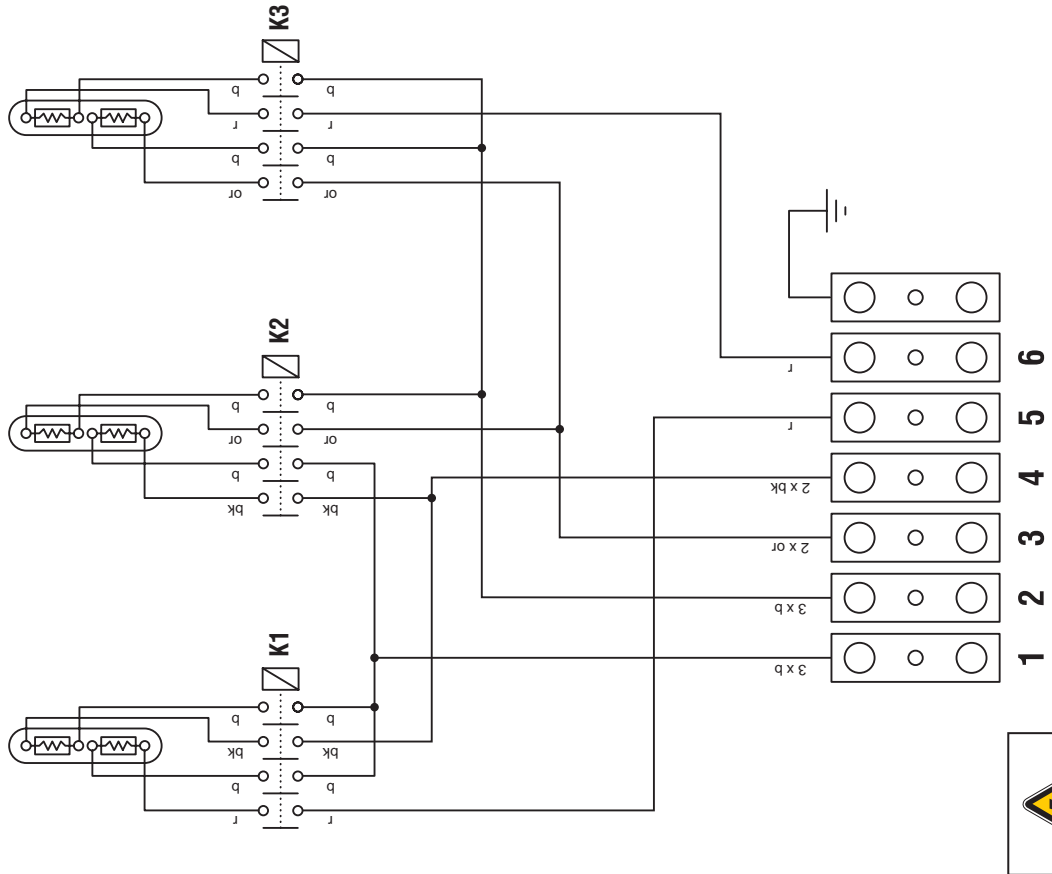 K3
b b
r r
b b
or or
K2
b b
or or
b b
bk bk
K1
b b
bk bk
b b
r r
r
6
r
5
2 x bk
4
2 x or
3
3 x b
2
3 x b
1